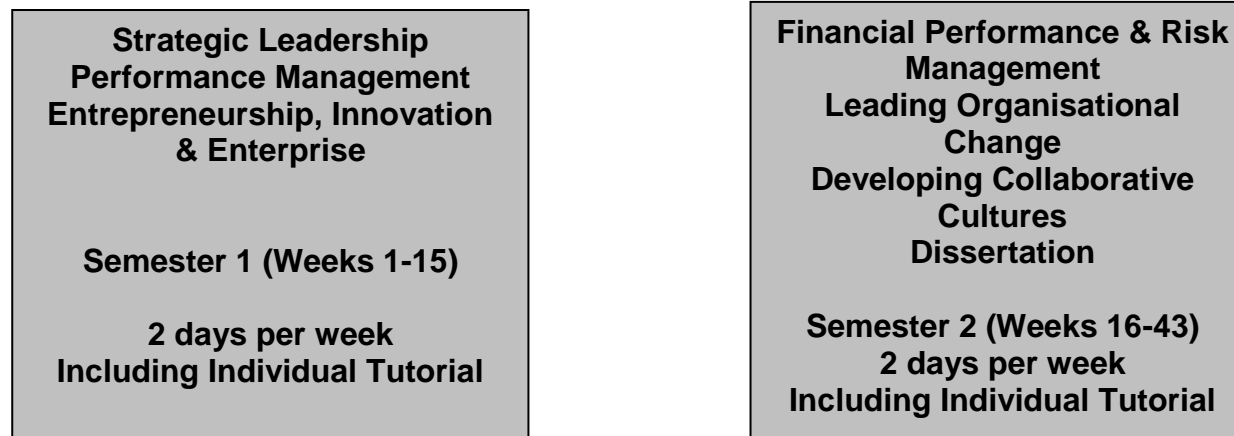 Strategic Leadership
Performance Management
Entrepreneurship, Innovation
& Enterprise
Semester 1 (Weeks 1-15)
2 days per week
Including Individual Tutorial
Financial Performance & Risk
Management
Leading Organisational
Change
Developing Collaborative
Cultures
Dissertation
Semester 2 (Weeks 16-43)
2 days per week
Including Individual Tutorial